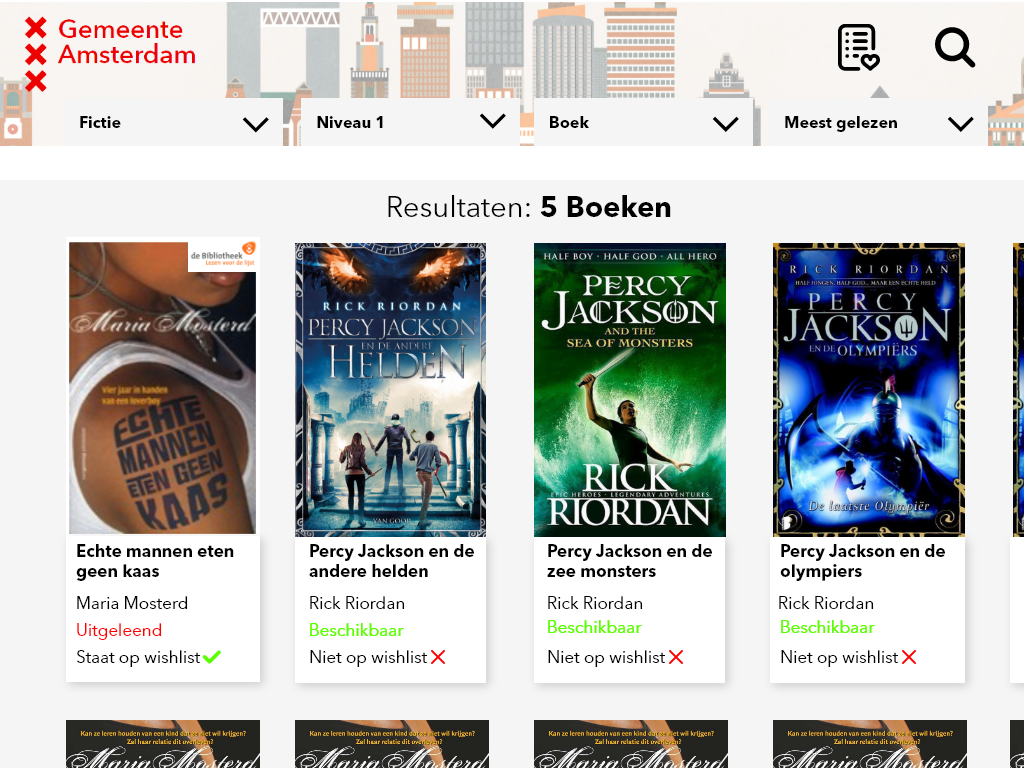 Gemeente
Amsterdam
Fictie
Niveau 1
Boek
Meest gelezen
Resultaten: 5 Boeken
de Bibliotheek
Lezen voor de lijst
Maria Mosterd
Vier jaar in handen
van een loverboy
ECHTE
MANNEN
ETEN GEEN
KAAS
Echte mannen eten
geen kaas
Maria Mosterd
Uitgeleend
Staat op wishlist
RICK RIORDAN
PERCY JACKSON
EN DE ANDERE
HELDEN
VAN GOOR
Percy Jackson en de
andere helden
Rick Riordan
Beschikbaar
Niet op wishlist
HALF BOY · HALF GOD · ALL HERO
PERCY
JACKSON
AND THE
SEA OF MONSTERS
RICK
EPIC HEROES · LEGENDARY ADVENTURES
RIORDAN
Percy Jackson en de
zee monsters
Rick Riordan
Beschikbaar
Niet op wishlist
RICK RIORDAN
HALF JONGEN, HALF GOD... MAAR EEN ECHTE HELD
PERCY
JACKSON
EN DE OLYMPIËRS
De laatste Olympiër
Percy Jackson en de
olympiers
Rick Riordan
Beschikbaar
Niet op wishlist
Kan ze leren houden van een kind dat ze niet wil krijgen?
Zal haar relatie dit overleven?
Maria Mosterd
Kan ze leren houden van een kind dat ze niet wil krijgen?
Zal haar relatie dit overleven?
Maria Mosterd
Kan ze leren houden van een kind dat ze niet wil krijgen?
Zal haar relatie dit overleven?
Maria Mosterd
Kan ze leren houden van een kind dat ze niet wil krijgen?
Zal haar relatie dit overleven?
Maria Mosterd